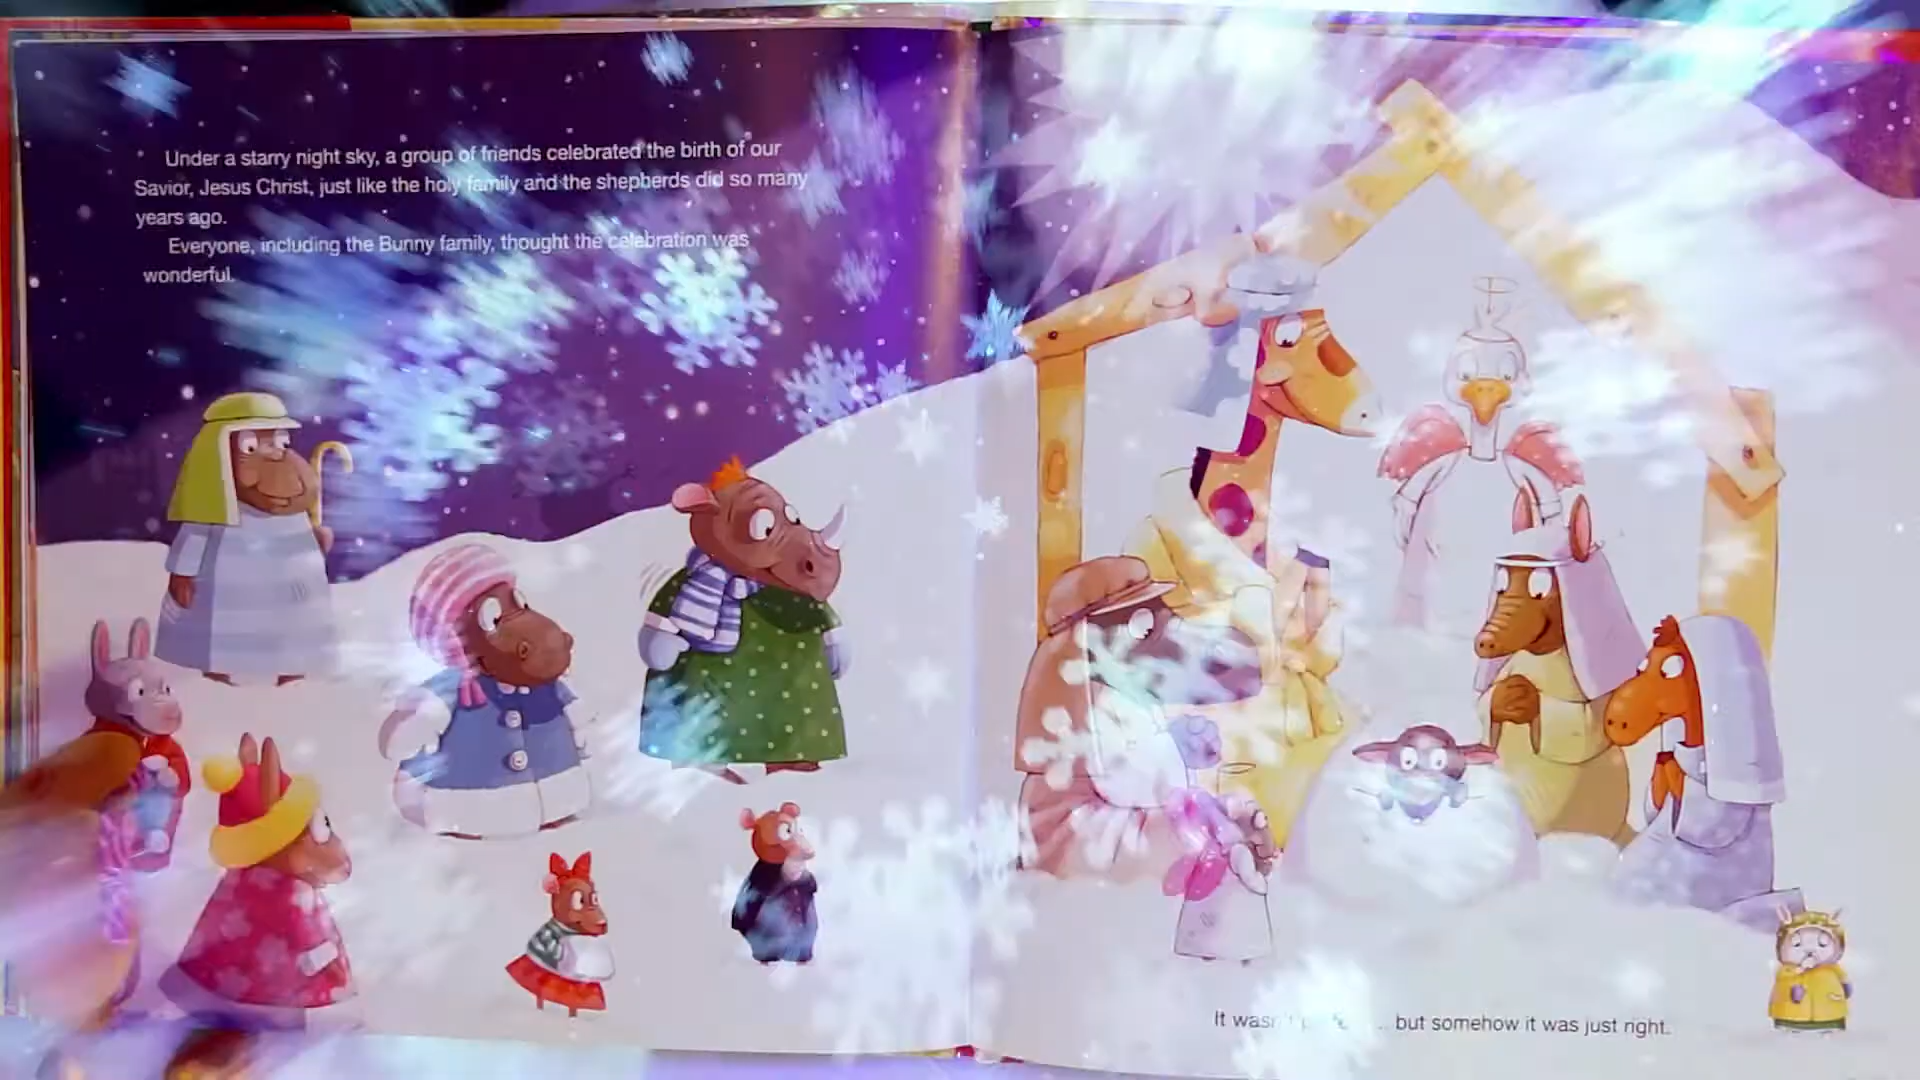 Under a starry night sky, a group of friends celebrated the birth of our
Savior, Jesus Christ, just like the holy family and the shepherds did so many
years ago.
Everyone, including the Bunny family, thought the celebration was
wonderful.
It wasn't ... but somehow it was just right.